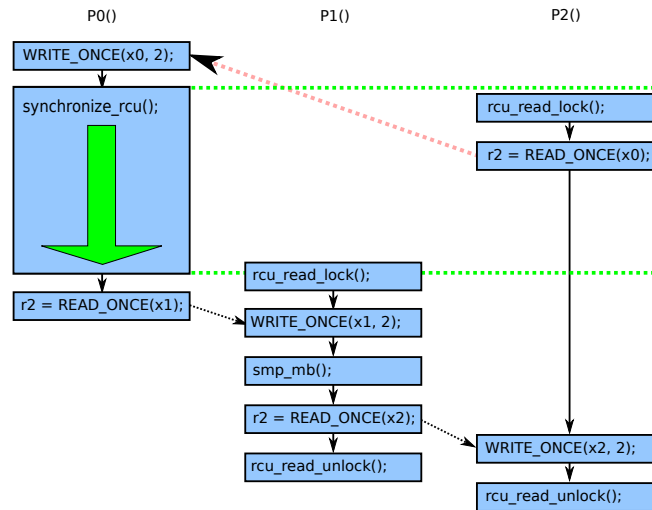 P0()
P1()
P2()
WRITE_ONCE(x0, 2);
synchronize_rcu();
rcu_read_lock();
r2 = READ_ONCE(x0);
rcu_read_lock();
r2 = READ_ONCE(x1);
WRITE_ONCE(x1, 2);
smp_mb();
r2 = READ_ONCE(x2);
WRITE_ONCE(x2, 2);
rcu_read_unlock();
rcu_read_unlock();